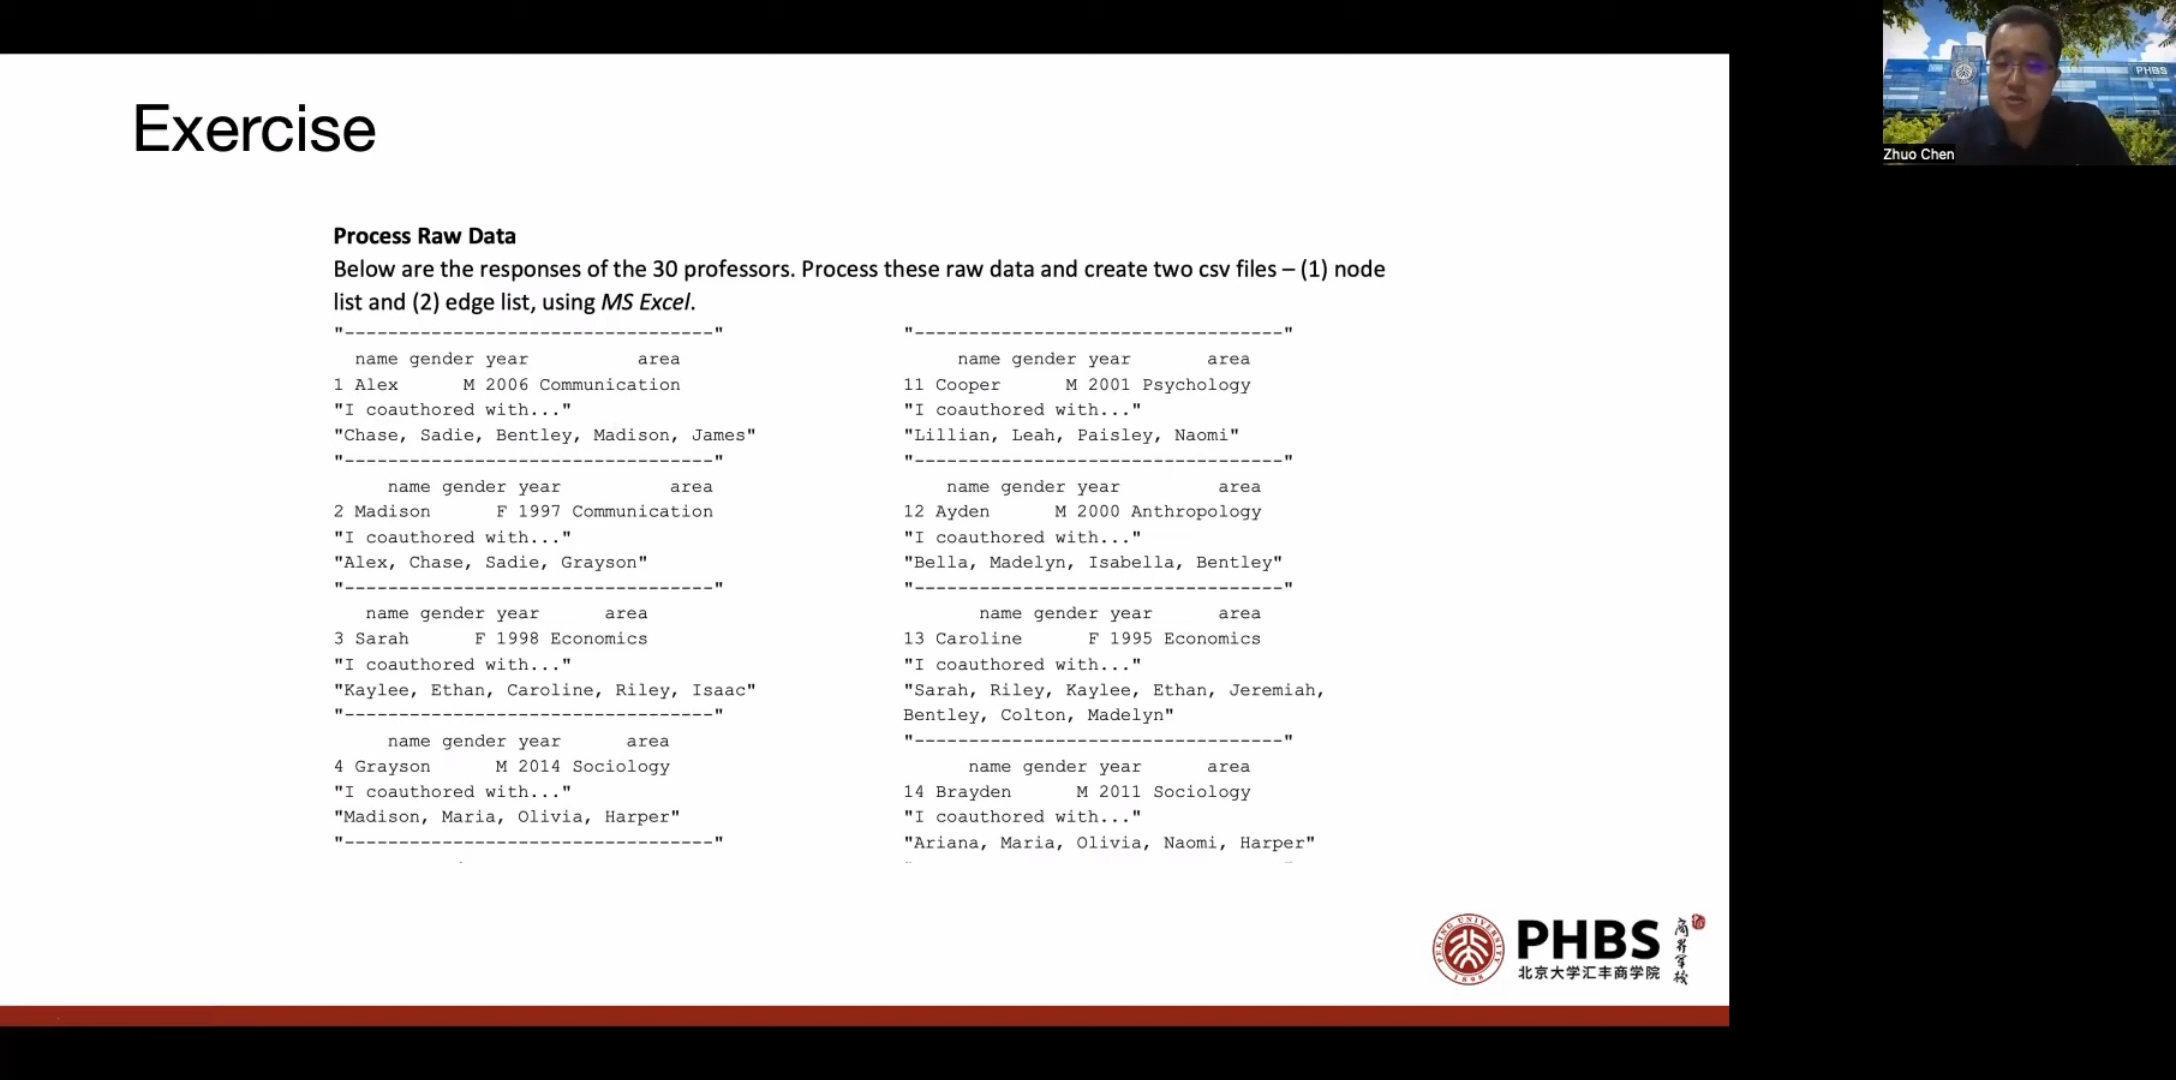 Exercise
Process Raw Data
Below are the responses of the 30 professors. Process these raw data and create two csv files – (1) node
list and (2) edge list, using MS Excel.
"----------------------------------"
name gender year area
1 Alex M 2006 Communication
"I coauthored with..."
"Chase, Sadie, Bentley, Madison, James"
"----------------------------------"
name gender year area
2 Madison F 1997 Communication
"I coauthored with..."
"Alex, Chase, Sadie, Grayson"
"----------------------------------"
name gender year area
3 Sarah F 1998 Economics
"I coauthored with..."
"Kaylee, Ethan, Caroline, Riley, Isaac"
"----------------------------------"
name gender year area
4 Grayson M 2014 Sociology
"I coauthored with..."
"Madison, Maria, Olivia, Harper"
"----------------------------------"
"----------------------------------"
name gender year area
11 Cooper M 2001 Psychology
"I coauthored with..."
"Lillian, Leah, Paisley, Naomi"
"----------------------------------"
name gender year area
12 Ayden M 2000 Anthropology
"I coauthored with..."
"Bella, Madelyn, Isabella, Bentley"
"----------------------------------"
name gender year area
13 Caroline F 1995 Economics
"I coauthored with..."
"Sarah, Riley, Kaylee, Ethan, Jeremiah,
Bentley, Colton, Madelyn"
"----------------------------------"
name gender year area
14 Brayden M 2011 Sociology
"I coauthored with..."
"Ariana, Maria, Olivia, Naomi, Harper"
PEKING UNIVERSITY
1898
PHBS
北京大学汇丰商学院
商界军校
PHBS
Zhuo Chen